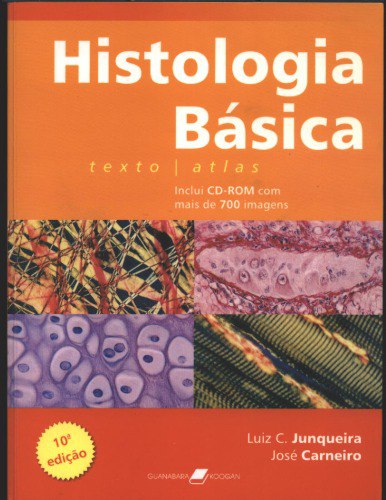 Histologia
Básica
texto | atlas
Inclui CD-ROM com
mais de 700 imagens
10ª
edição
Luiz C. Junqueira
José Carneiro
GUANABARA KOOGAN